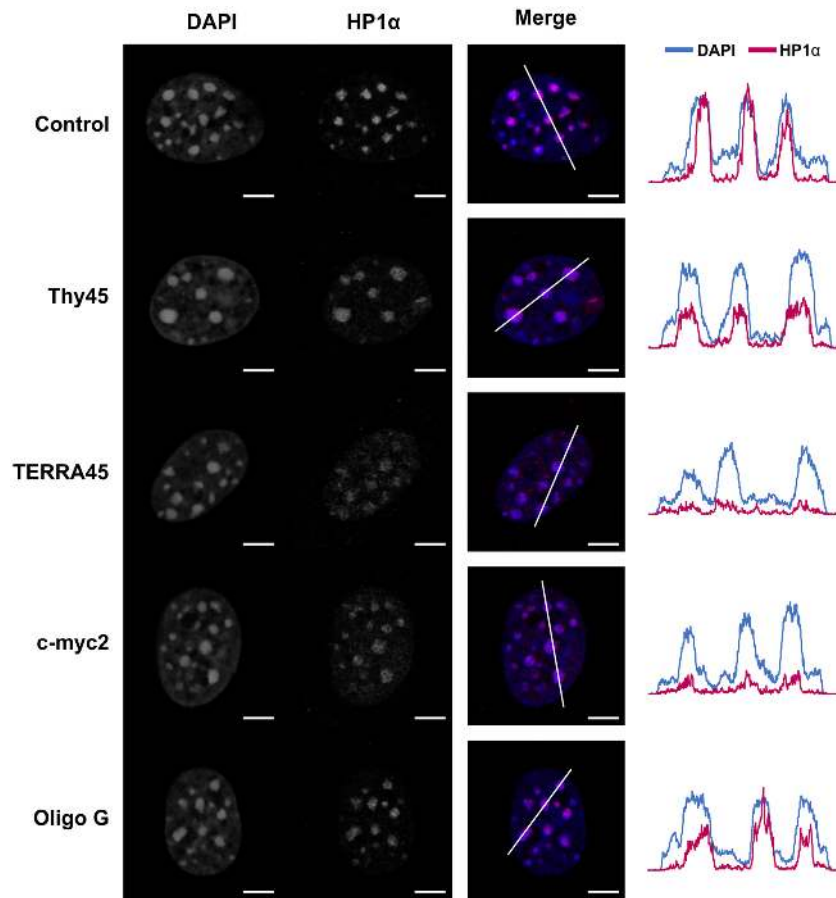 DAPI HP1α Merge
DAPI HP1α
Control
Thy45
TERRA45
c-myc2
Oligo G